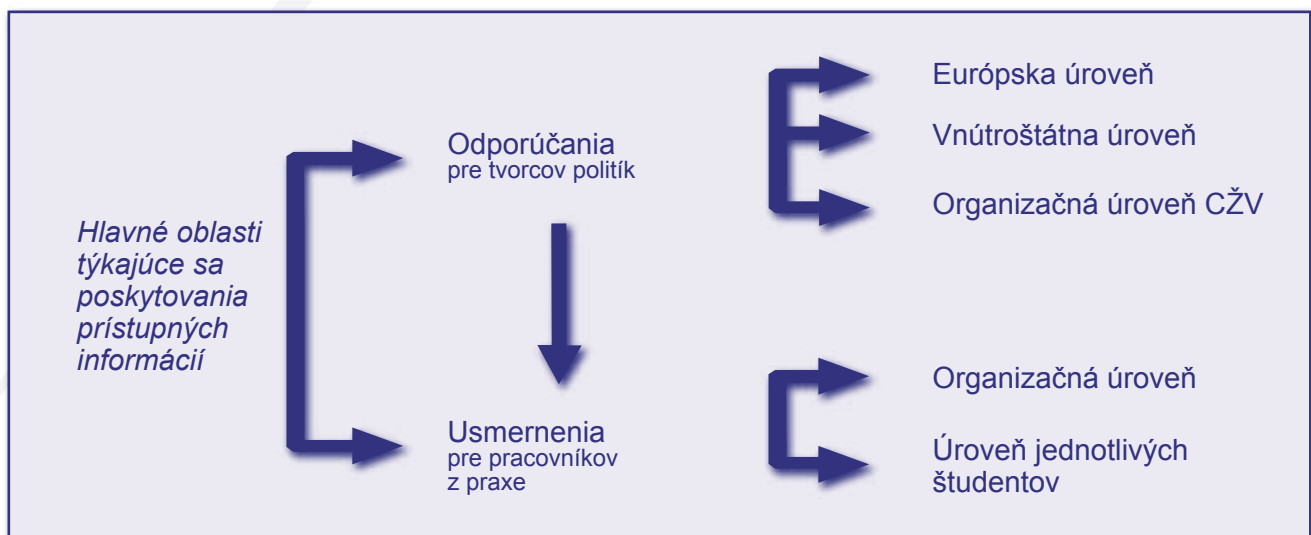 Hlavné oblasti
týkajúce sa
poskytovania
prístupných
informácií
Odporúčania
pre tvorcov politík
Európska úroveň
Vnútroštátna úroveň
Organizačná úroveň CŽV
Usmernenia
pre pracovníkov
z praxe
Organizačná úroveň
Úroveň jednotlivých
študentov